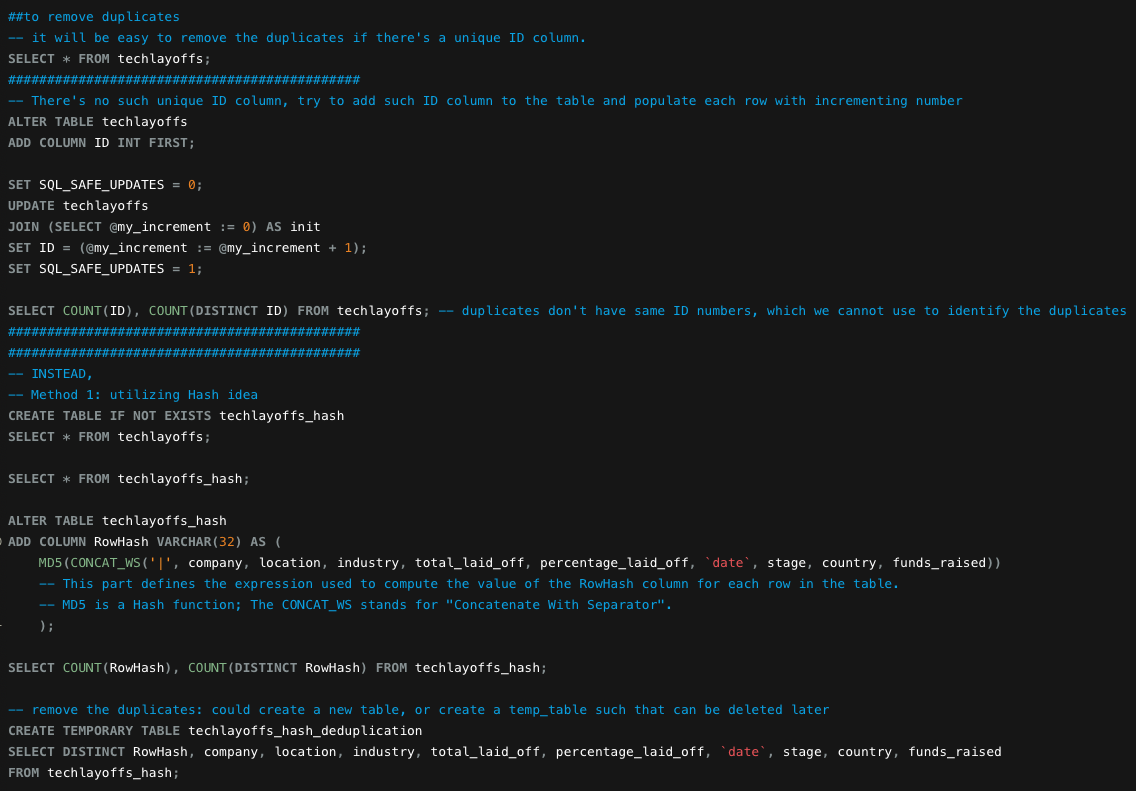 ##to remove duplicates
-- it will be easy to remove the duplicates if there's a unique ID column.
SELECT * FROM techlayoffs;
#############################################
-- There's no such unique ID column, try to add such ID column to the table and populate each row with incrementing number
ALTER TABLE techlayoffs
ADD COLUMN ID INT FIRST;
SET SQL_SAFE_UPDATES = 0;
UPDATE techlayoffs
JOIN (SELECT @my_increment := 0) AS init
SET ID = (@my_increment := @my_increment + 1);
SET SQL_SAFE_UPDATES = 1;
SELECT COUNT(ID), COUNT(DISTINCT ID) FROM techlayoffs; -- duplicates don't have same ID numbers, which we cannot use to identify the duplicates
#############################################
#############################################
-- INSTEAD,
-- Method 1: utilizing Hash idea
CREATE TABLE IF NOT EXISTS techlayoffs_hash
SELECT * FROM techlayoffs;
SELECT * FROM techlayoffs_hash;
ALTER TABLE techlayoffs_hash
ADD COLUMN RowHash VARCHAR(32) AS (
MD5(CONCAT_WS('|', company, location, industry, total_laid_off, percentage_laid_off, `date`, stage, country, funds_raised))
-- This part defines the expression used to compute the value of the RowHash column for each row in the table.
-- MD5 is a Hash function; The CONCAT_WS stands for "Concatenate With Separator".
);
SELECT COUNT(RowHash), COUNT(DISTINCT RowHash) FROM techlayoffs_hash;
-- remove the duplicates: could create a new table, or create a temp_table such that can be deleted later
CREATE TEMPORARY TABLE techlayoffs_hash_deduplication
SELECT DISTINCT RowHash, company, location, industry, total_laid_off, percentage_laid_off, `date`, stage, country, funds_raised
FROM techlayoffs_hash;